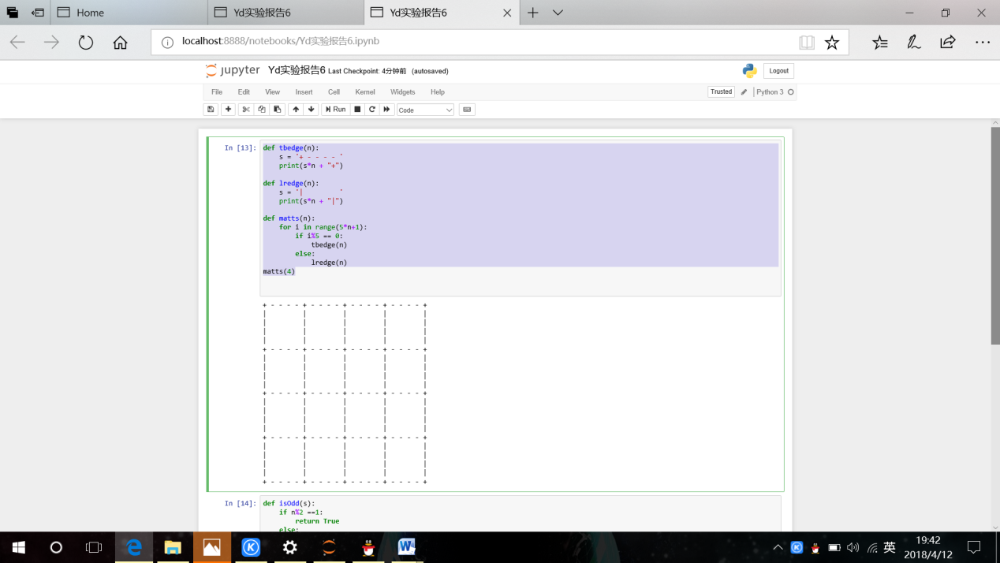 Home
Yd实验报告6
Yd实验报告6
localhost:8888/notebooks/Yd实验报告6.ipynb
jupyter Yd实验报告6 Last Checkpoint: 4分钟前 (autosaved)
Logout
File Edit View Insert Cell Kernel Widgets Help
Trusted Python 3
Run Code
In [13]: def tbedge(n):
    s = '+ - - - - '
    print(s*n + "+")
def lredge(n):
    s = '|         '
    print(s*n + "|")
def matts(n):
    for i in range(5*n+1):
        if i%5 == 0:
            tbedge(n)
        else:
            lredge(n)
matts(4)
+ - - - - + - - - - + - - - - + - - - - +
|         |         |         |         |
|         |         |         |         |
|         |         |         |         |
|         |         |         |         |
+ - - - - + - - - - + - - - - + - - - - +
|         |         |         |         |
|         |         |         |         |
|         |         |         |         |
|         |         |         |         |
+ - - - - + - - - - + - - - - + - - - - +
|         |         |         |         |
|         |         |         |         |
|         |         |         |         |
|         |         |         |         |
+ - - - - + - - - - + - - - - + - - - - +
|         |         |         |         |
|         |         |         |         |
|         |         |         |         |
|         |         |         |         |
+ - - - - + - - - - + - - - - + - - - - +
In [14]: def isOdd(s):
    if n%2 ==1:
        return True
    else:
英
19:42
2018/4/12